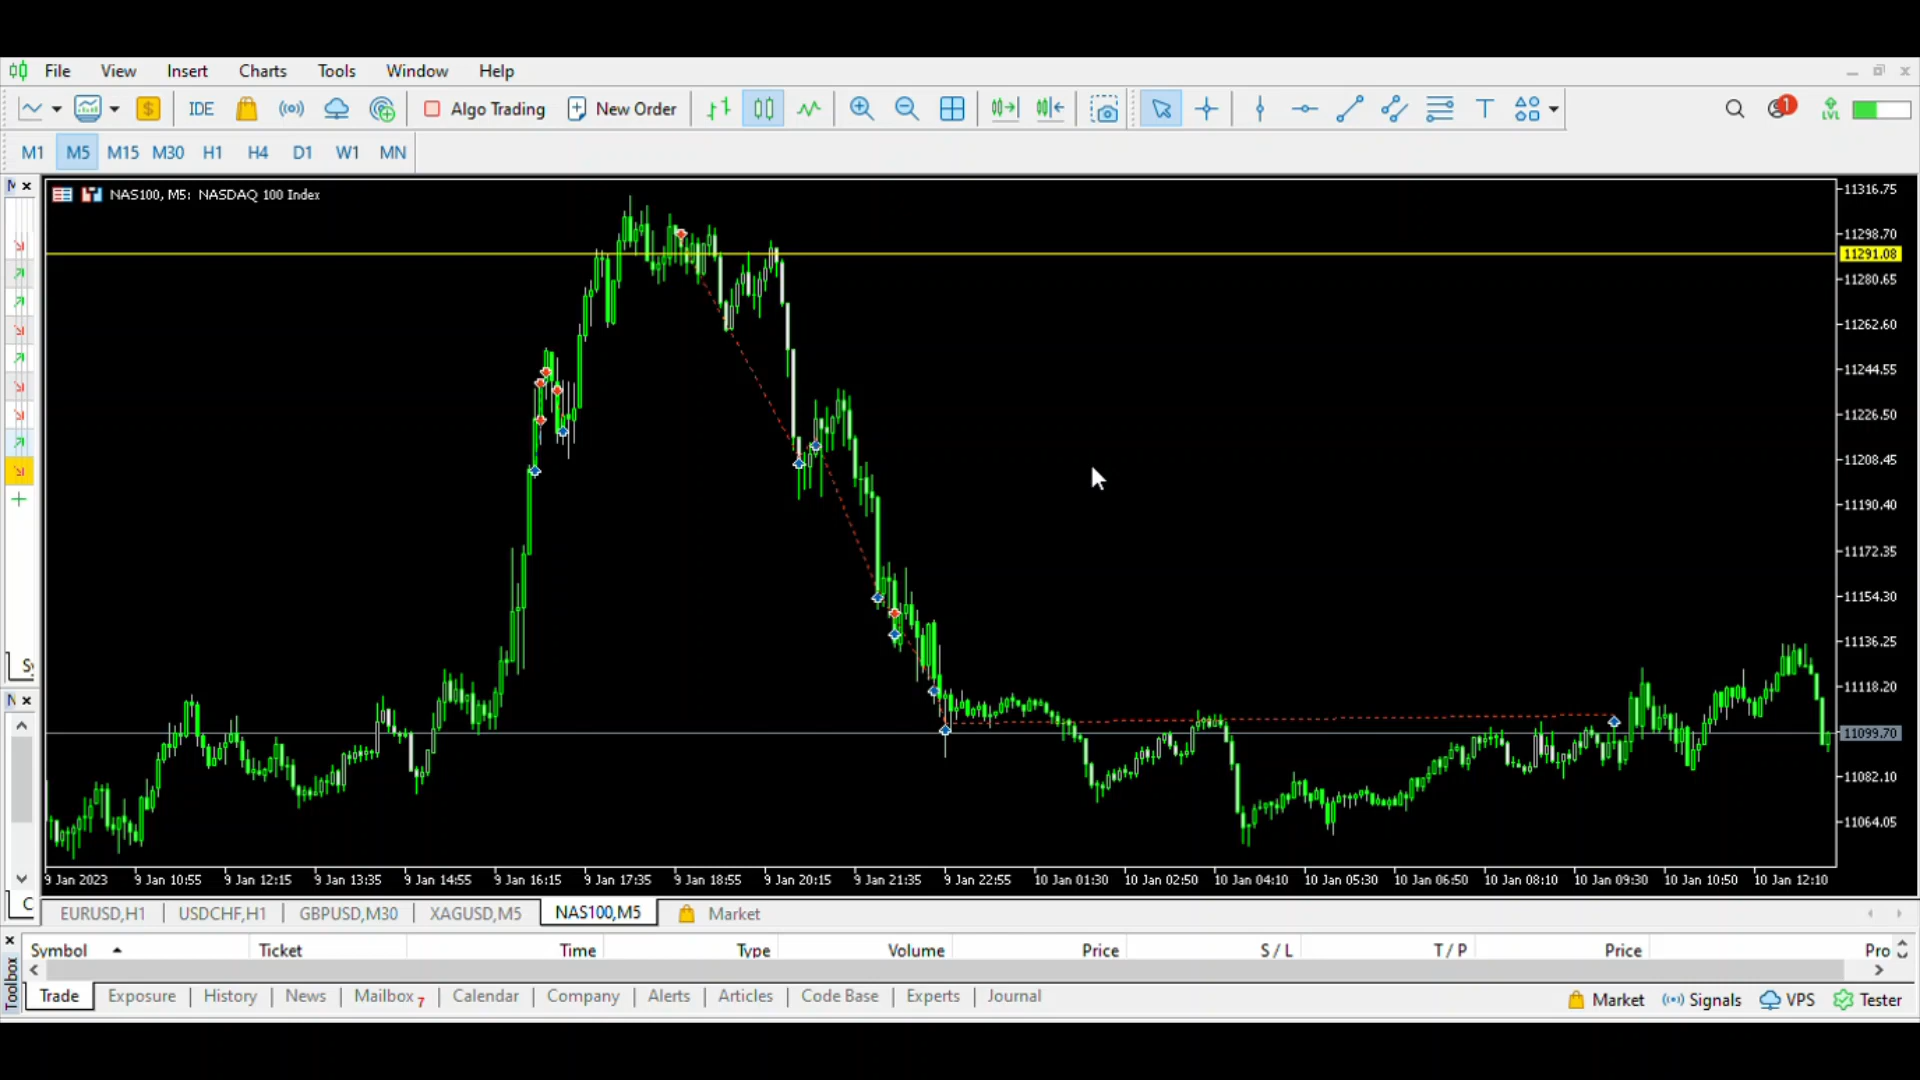 File View Insert Charts Tools Window Help
IDE Algo Trading New Order 1 LVL
M1 M5 M15 M30 H1 H4 D1 W1 MN
NAS100, M5: NASDAQ 100 Index
11316.75
11298.70
11291.08
11280.65
11262.60
11244.55
11226.50
11208.45
11190.40
11172.35
11154.30
11136.25
11118.20
11099.70
11082.10
11064.05
9 Jan 2023 9 Jan 10:55 9 Jan 12:15 9 Jan 13:35 9 Jan 14:55 9 Jan 16:15 9 Jan 17:35 9 Jan 18:55 9 Jan 20:15 9 Jan 21:35 9 Jan 22:55 10 Jan 01:30 10 Jan 02:50 10 Jan 04:10 10 Jan 05:30 10 Jan 06:50 10 Jan 08:10 10 Jan 09:30 10 Jan 10:50 10 Jan 12:10
EURUSD,H1 USDCHF,H1 GBPUSD,M30 XAGUSD,M5 NAS100,M5 Market
Symbol Ticket Time Type Volume Price S / L T / P Price Pro
Toolbox
Trade Exposure History News Mailbox 7 Calendar Company Alerts Articles Code Base Experts Journal Market Signals VPS Tester